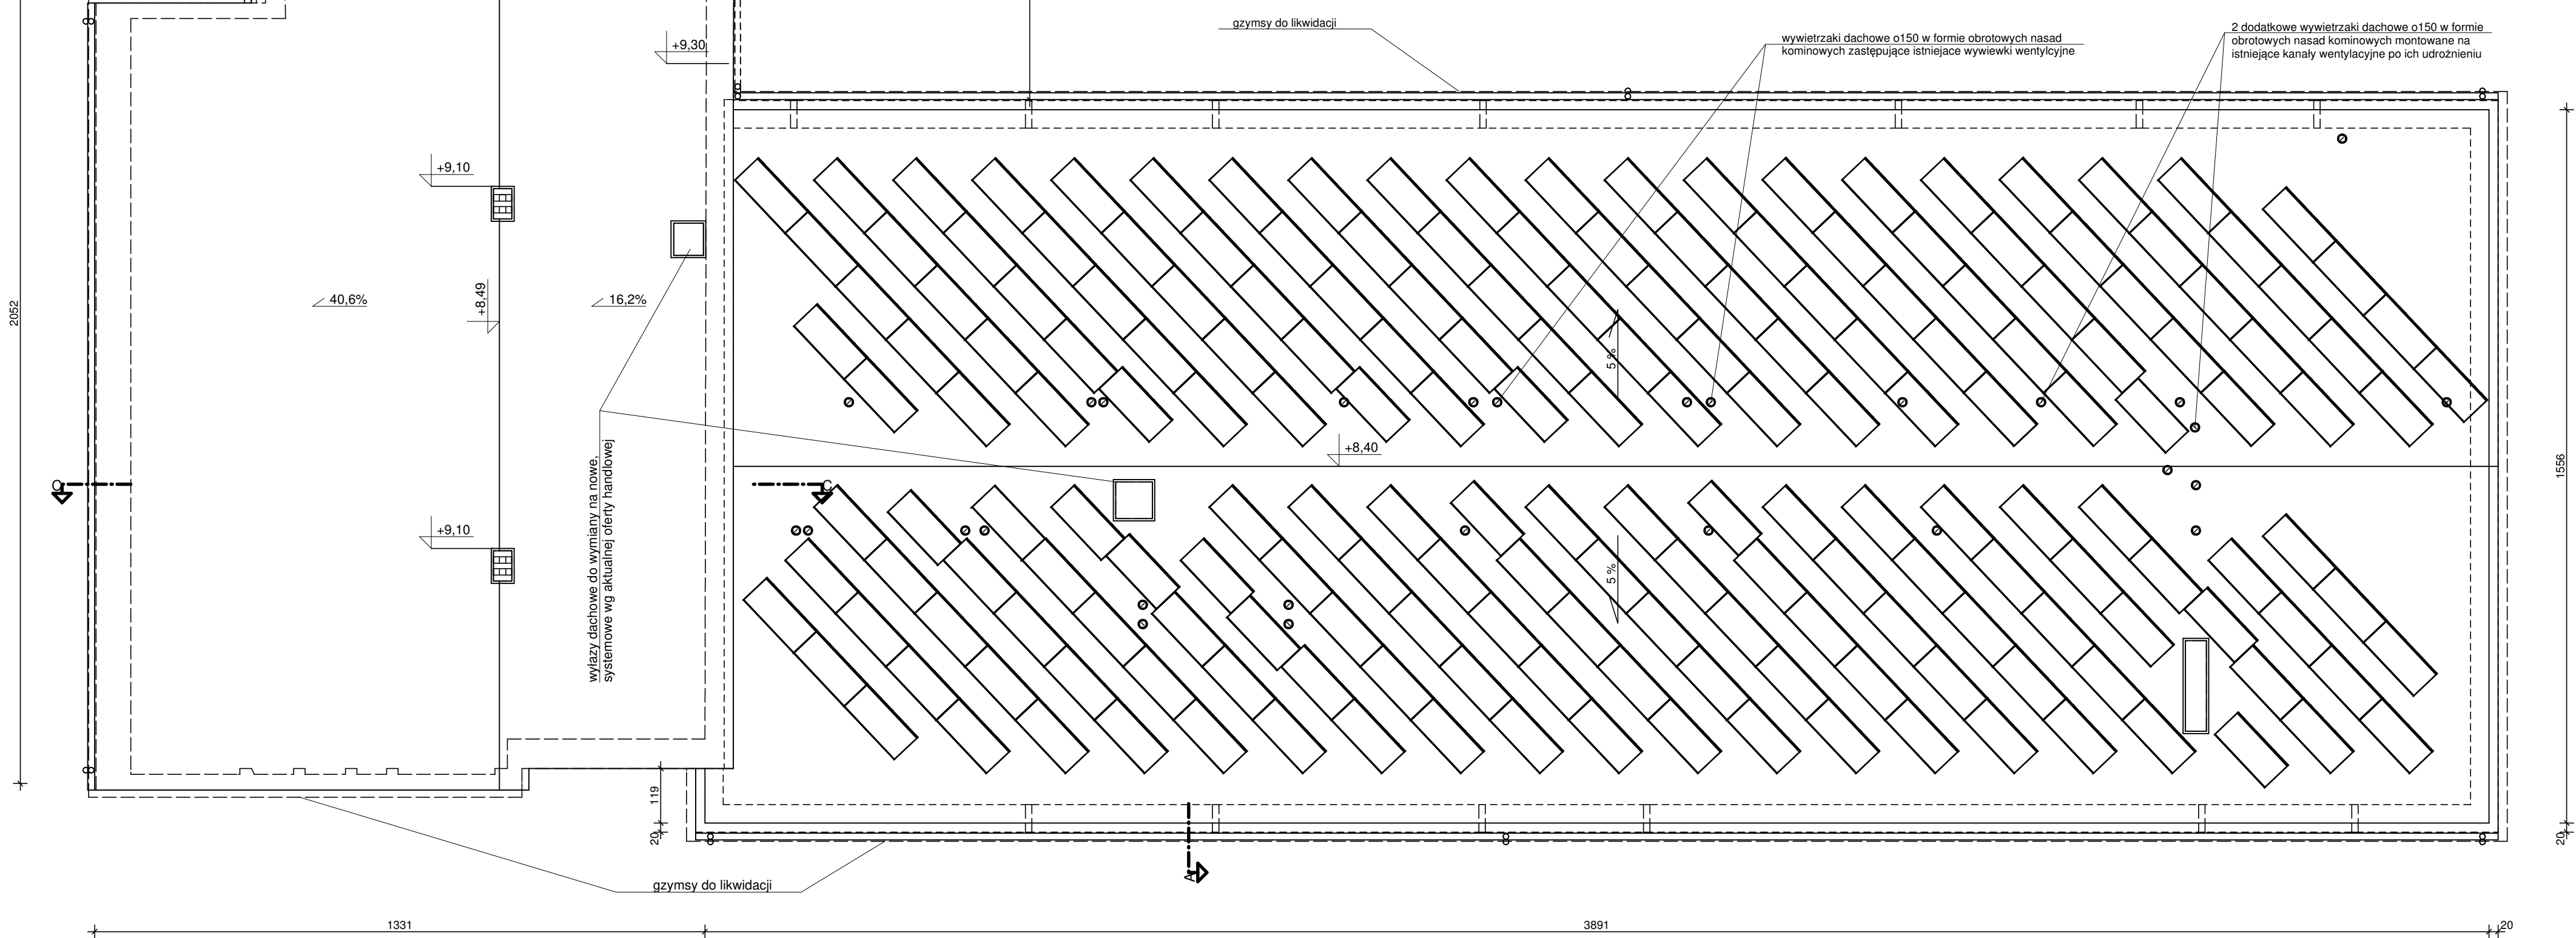 gzymsy do likwidacji
wywietrzaki dachowe o150 w formie obrotowych nasad
kominowych zastępujące istniejace wywiewki wentylcyjne
2 dodatkowe wywietrzaki dachowe o150 w formie
obrotowych nasad kominowych montowane na
istniejące kanały wentylacyjne po ich udrożnieniu
+9,30
+9,10
2052
40,6%
+8,49
16,2%
5 %
+8,40
1556
wyłazy dachowe do wymiany na nowe,
systemowe wg aktualnej oferty handlowej
C
C
+9,10
5 %
119
20
20
A
gzymsy do likwidacji
1331
3891
20